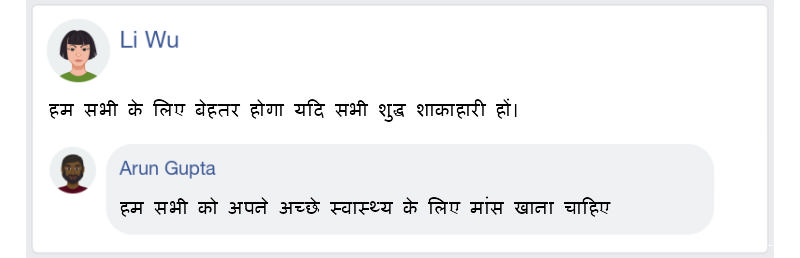 Li Wu
हम सभी के लिए बेहतर होगा यदि सभी शुद्ध शाकाहारी हों।
Arun Gupta
हम सभी को अपने अच्छे स्वास्थ्य के लिए मांस खाना चाहिए